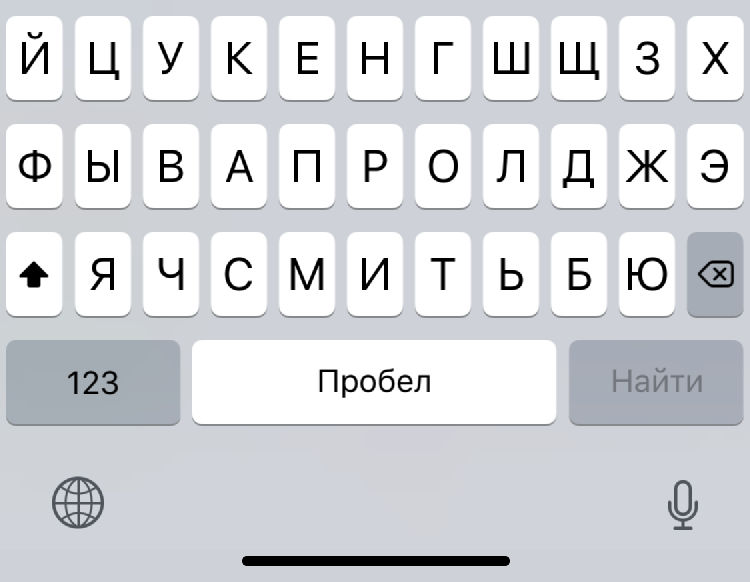 Й Ц У К Е Н Г Ш Щ З Х
Ф Ы В А П Р О Л Д Ж Э
Я Ч С М И Т Ь Б Ю
123 Пробел Найти